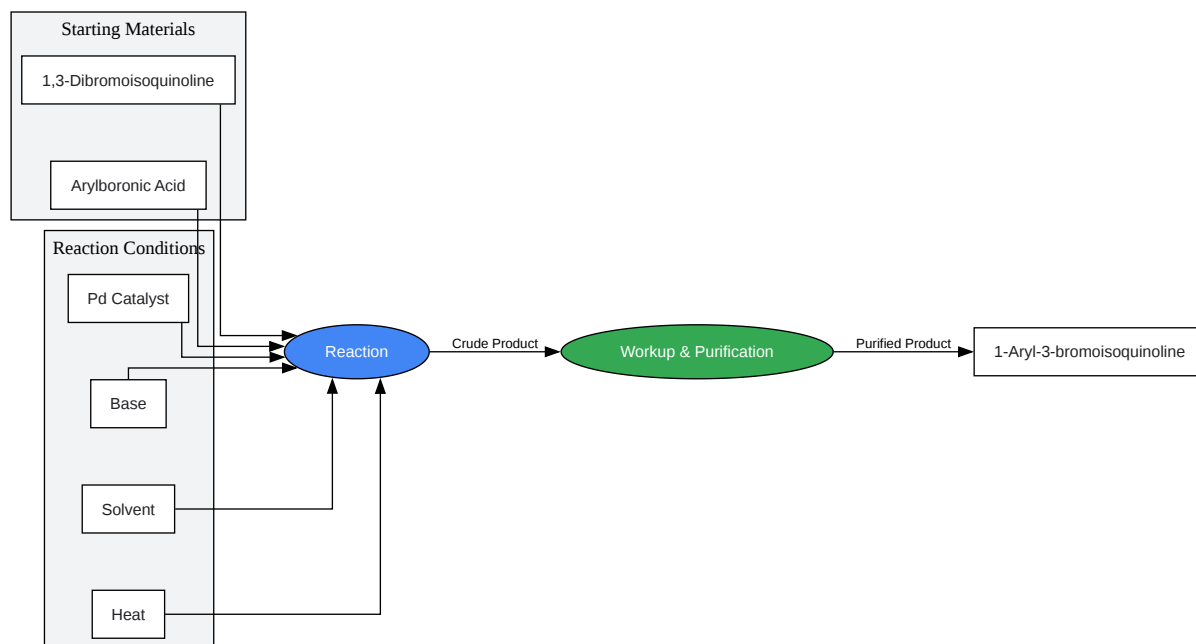 Starting Materials
1,3-Dibromoisoquinoline
Arylboronic Acid
Reaction Conditions
Pd Catalyst
Base
Solvent
Heat
Reaction
Crude Product
Workup & Purification
Purified Product
1-Aryl-3-bromoisoquinoline